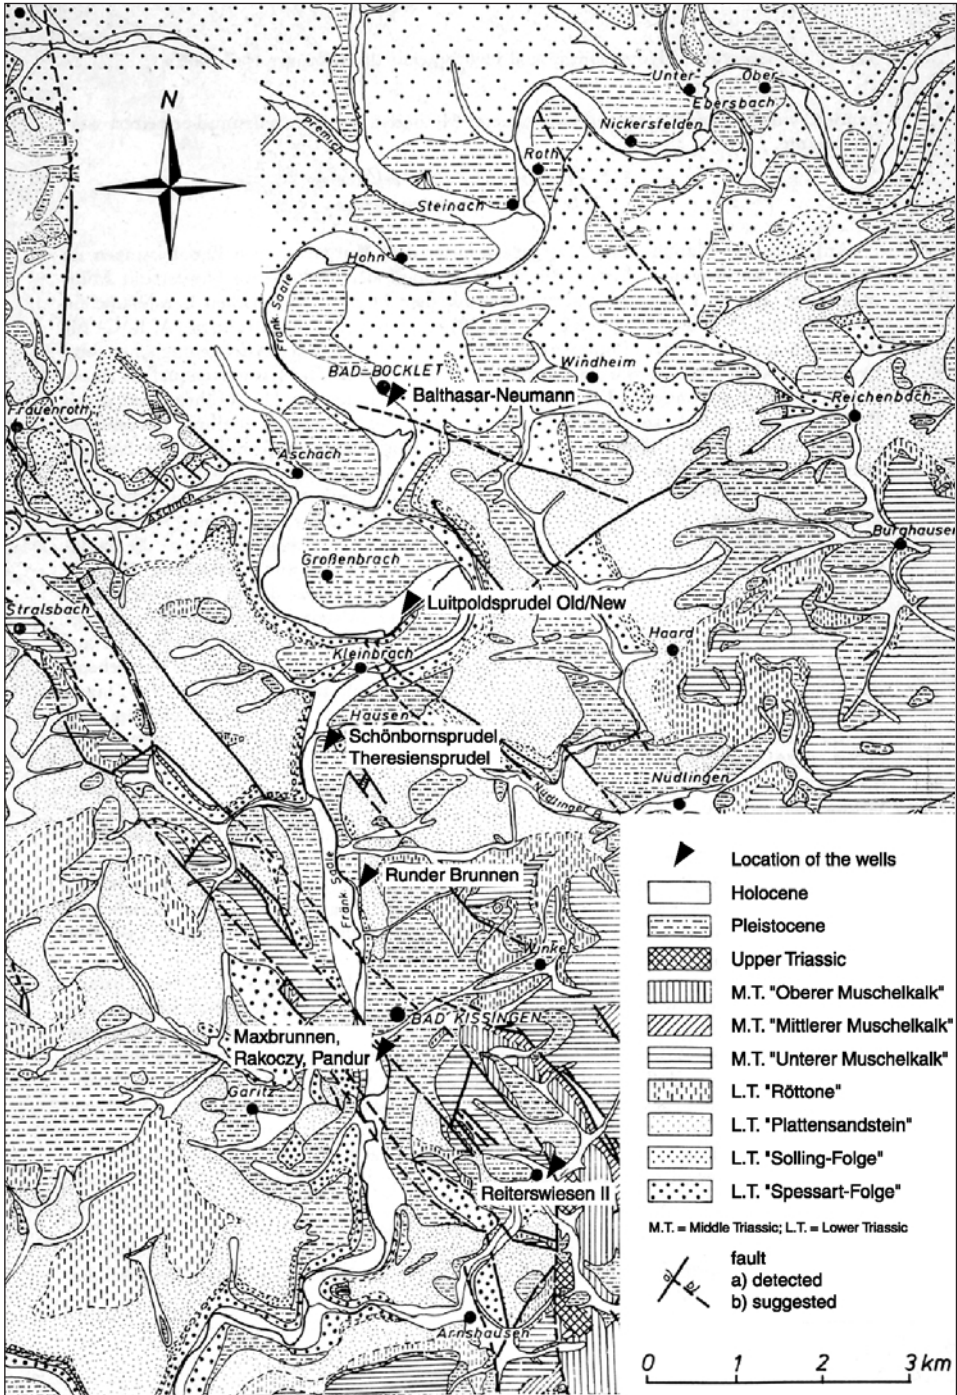 N
Premich
Unter-
Ober
Ebersbach
Nickersfelden
Roth
Steinach
Hohn
Frank Saale
BAD-BOCKLET
Windheim
Balthasar-Neumann
Reichenbach
Frauenroth
Aschach
Aschach
Burghausen
Großenbrach
Luitpoldsprudel Old/New
Stralsbach
Haard
Kleinbrach
Hausen
Schönbornsprudel
Theresiensprudel
Nüdlingen
Nüdlinger B.
Location of the wells
Runder Brunnen
Holocene
Frank Saale
Pleistocene
Winkels
Upper Triassic
M.T. "Oberer Muschelkalk"
BAD KISSINGEN
M.T. "Mittlerer Muschelkalk"
Maxbrunnen,
Rakoczy, Pandur
M.T. "Unterer Muschelkalk"
Garitz
L.T. "Röttone"
L.T. "Plattensandstein"
L.T. "Solling-Folge"
Reiterswiesen II
L.T. "Spessart-Folge"
M.T. = Middle Triassic; L.T. = Lower Triassic
a)
b)
fault
a) detected
b) suggested
Arnshausen
0 1 2 3 km